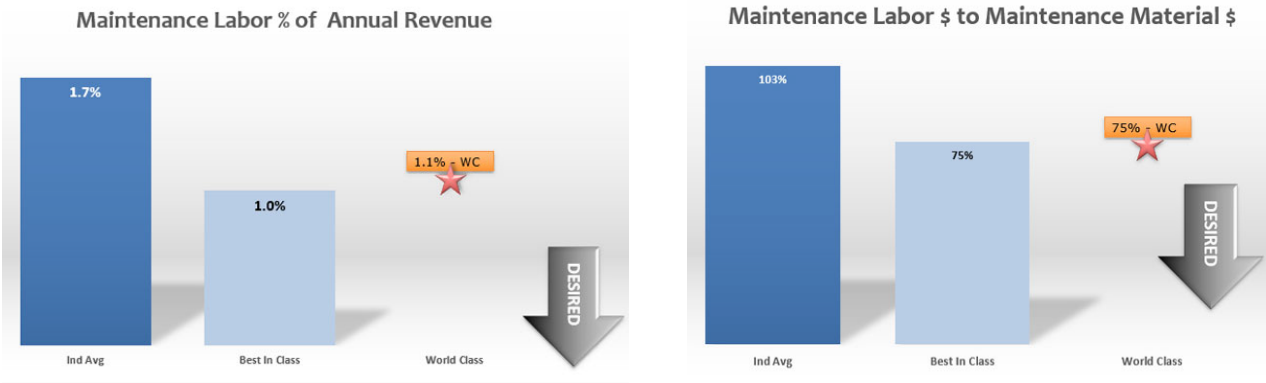 Maintenance Labor % of Annual Revenue
1.7%
1.1% - WC
1.0%
DESIRED
Ind Avg
Best In Class
World Class
Maintenance Labor $ to Maintenance Material $
103%
75% - WC
75%
DESIRED
Ind Avg
Best In Class
World Class